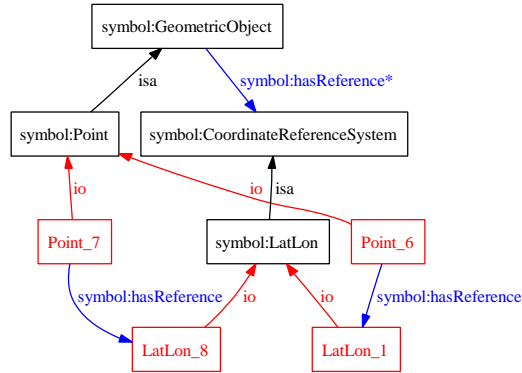 symbol:GeometricObject
isa
symbol:hasReference*
symbol:Point
symbol:CoordinateReferenceSystem
io
io
isa
Point_7
symbol:LatLon
Point_6
symbol:hasReference
io
io
symbol:hasReference
LatLon_8
LatLon_1